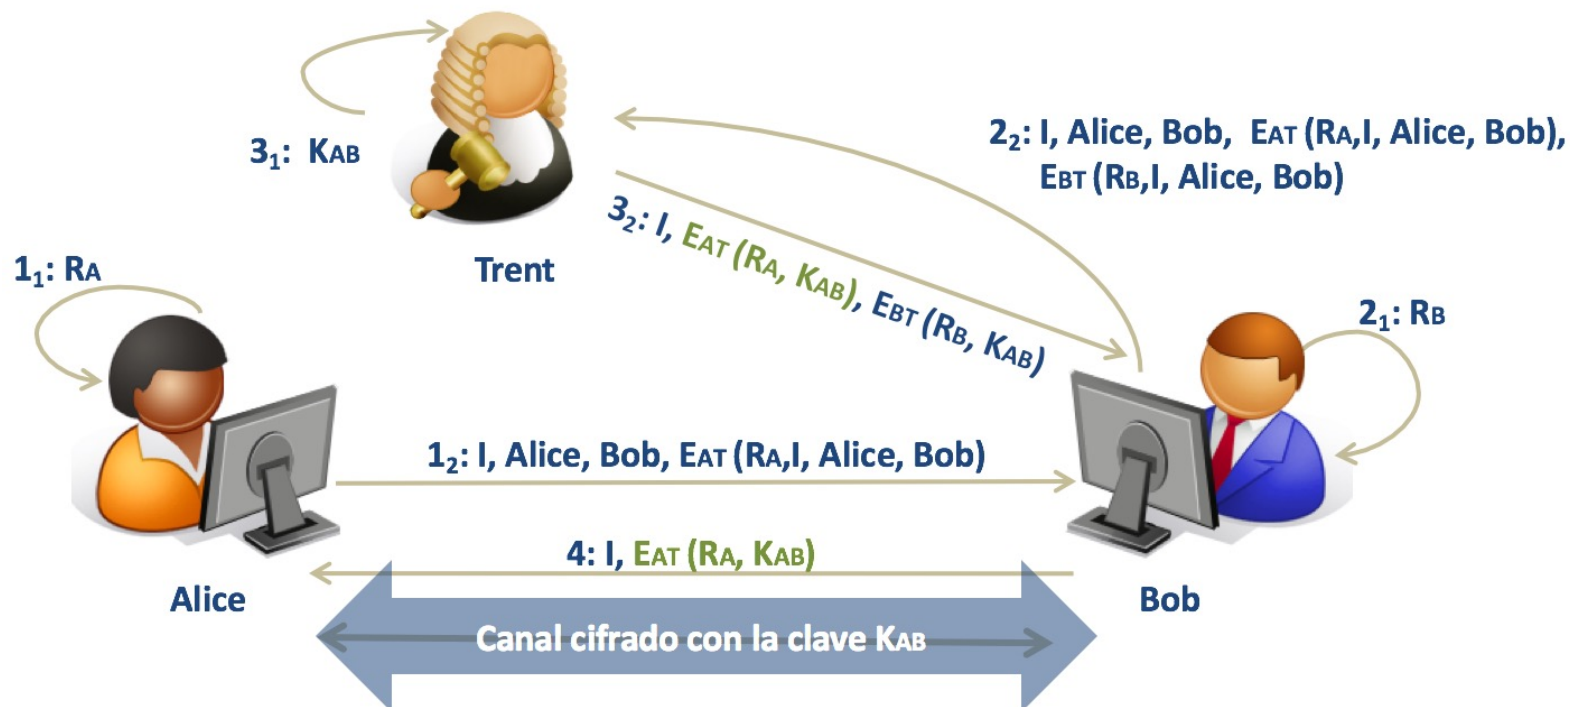 3₁: KAB
Trent
2₂: I, Alice, Bob, EAT (RA,I, Alice, Bob),
EBT (RB,I, Alice, Bob)
3₂: I, EAT (RA, KAB), EBT (RB, KAB)
1₁: RA
2₁: RB
1₂: I, Alice, Bob, EAT (RA,I, Alice, Bob)
4: I, EAT (RA, KAB)
Alice
Bob
Canal cifrado con la clave KAB